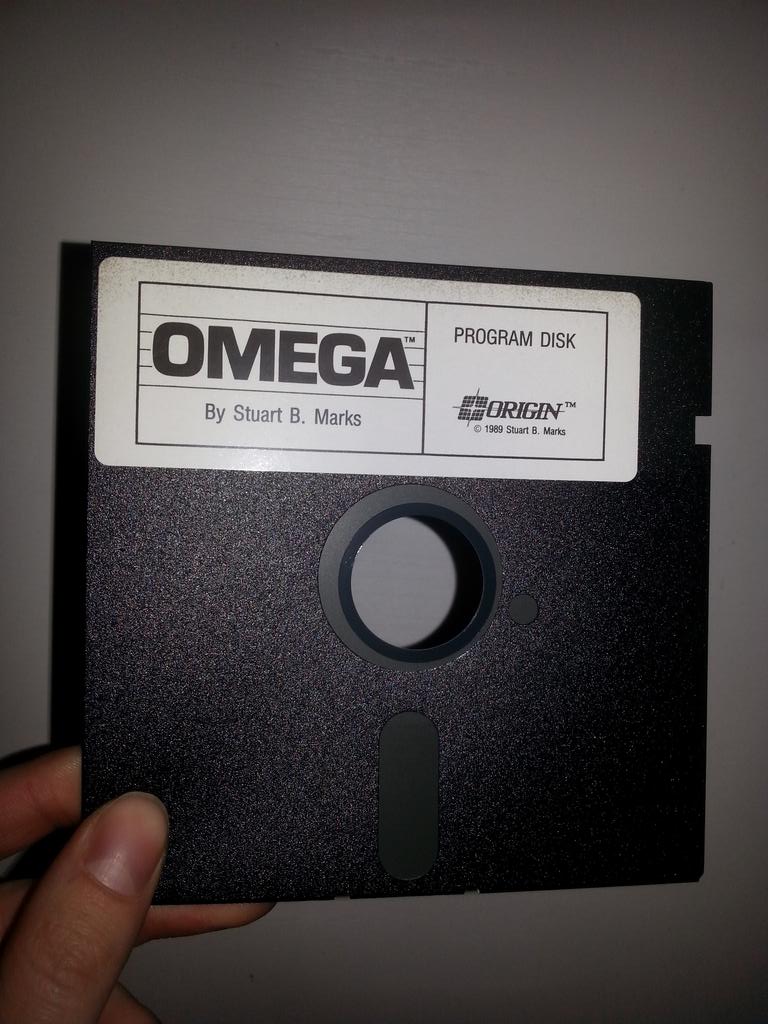 OMEGA™
By Stuart B. Marks
PROGRAM DISK
ORIGIN™
© 1989 Stuart B. Marks